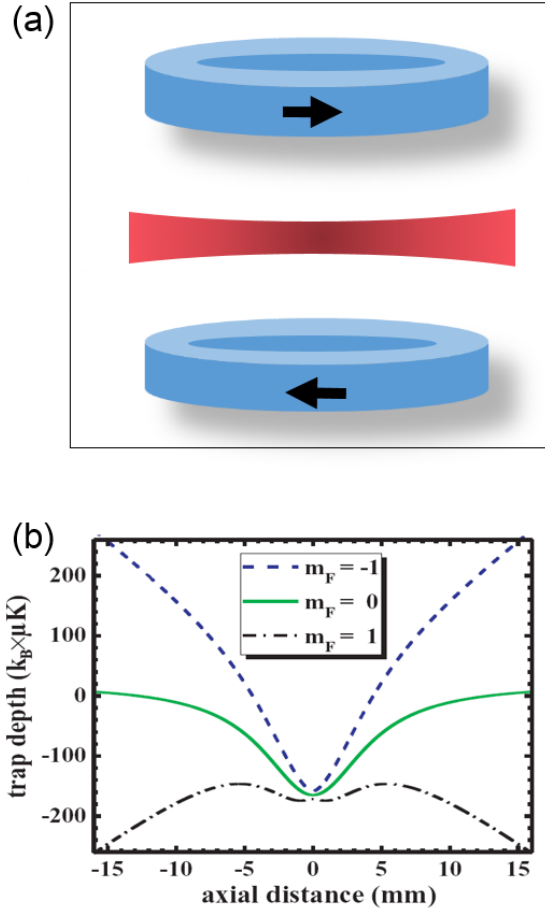 (a)
(b)
m_F = -1
m_F = 0
m_F = 1
trap depth (k_B×μK)
200
100
0
-100
-200
-15 -10 -5 0 5 10 15
axial distance (mm)